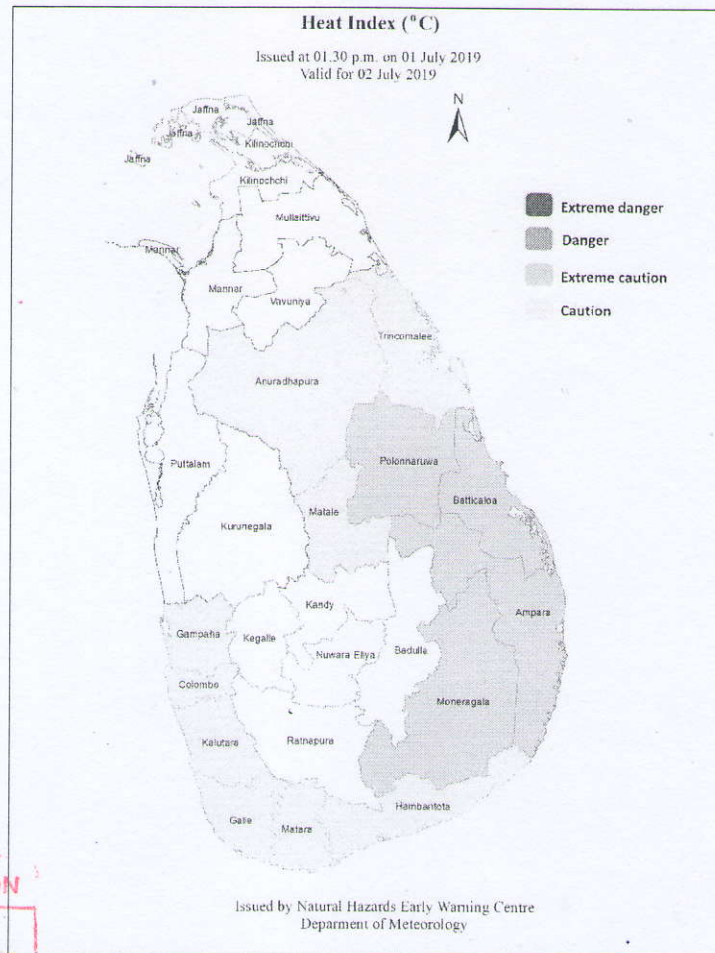 Heat Index (°C)
Issued at 01.30 p.m. on 01 July 2019
Valid for 02 July 2019
N
Jaffna
Jaffna
Jaffna
Kilinochchi
Jaffna
Kilinochchi
Mullaittivu
Mannar
Mannar
Vavuniya
Trincomalee
Anuradhapura
Extreme danger
Danger
Extreme caution
Caution
Puttalam
Polonnaruwa
Batticaloa
Matale
Kurunegala
Kandy
Ampara
Gampaha
Kegalle
Nuwara Eliya
Badulla
Colombo
Moneragala
Kalutara
Ratnapura
Hambantota
Galle
Matara
Issued by Natural Hazards Early Warning Centre
Deparment of Meteorology